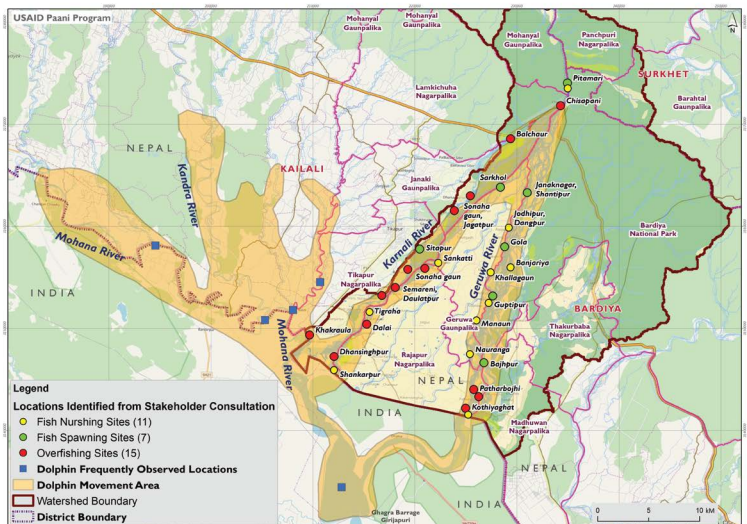 USAID Paani Program
Mohanyal
Gaunpalika
Mohanyal
Gaunpalika
Mohanyal
Gaunpalika
Panchpuri
Nagarpalika
N
Pitamari
SURKHET
Chisapani
Lamkichuha
Nagarpalika
Barahtal
Gaunpalika
Balchaur
NEPAL
KAILALI
Kandra River
Sarkhol
Janaki
Gaunpalika
Janaknagar,
Shantipur
Sonaha
gaun,
Jagatpur
Jodhipur,
Dangpur
Bardiya
National Park
Mohana River
Karnali River
Geruwa River
Sitapur
Gola
Sankatti
Banjariya
Sonaha gaun
Khallagaun
Tikapur
Nagarpalika
Semareni,
Daulatpur
INDIA
Guptipur
BARDIYA
Tigraha
Geruwa
Gaunpalika
Manaun
Thakurbaba
Nagarpalika
Khakraula
Dalai
Mohana River
Dhansinghpur
Rajapur
Nagarpalika
Nauranga
Bajhpur
Shankarpur
NEPAL
Patharbojhi
INDIA
Kothiyaghat
Madhuwan
Nagarpalika
NEPAL
INDIA
Ghagra Barrage
Girijapuri
Legend
Locations Identified from Stakeholder Consultation
Fish Nurshing Sites (11)
Fish Spawning Sites (7)
Overfishing Sites (15)
Dolphin Frequently Observed Locations
Dolphin Movement Area
Watershed Boundary
District Boundary
0 5 10 KM